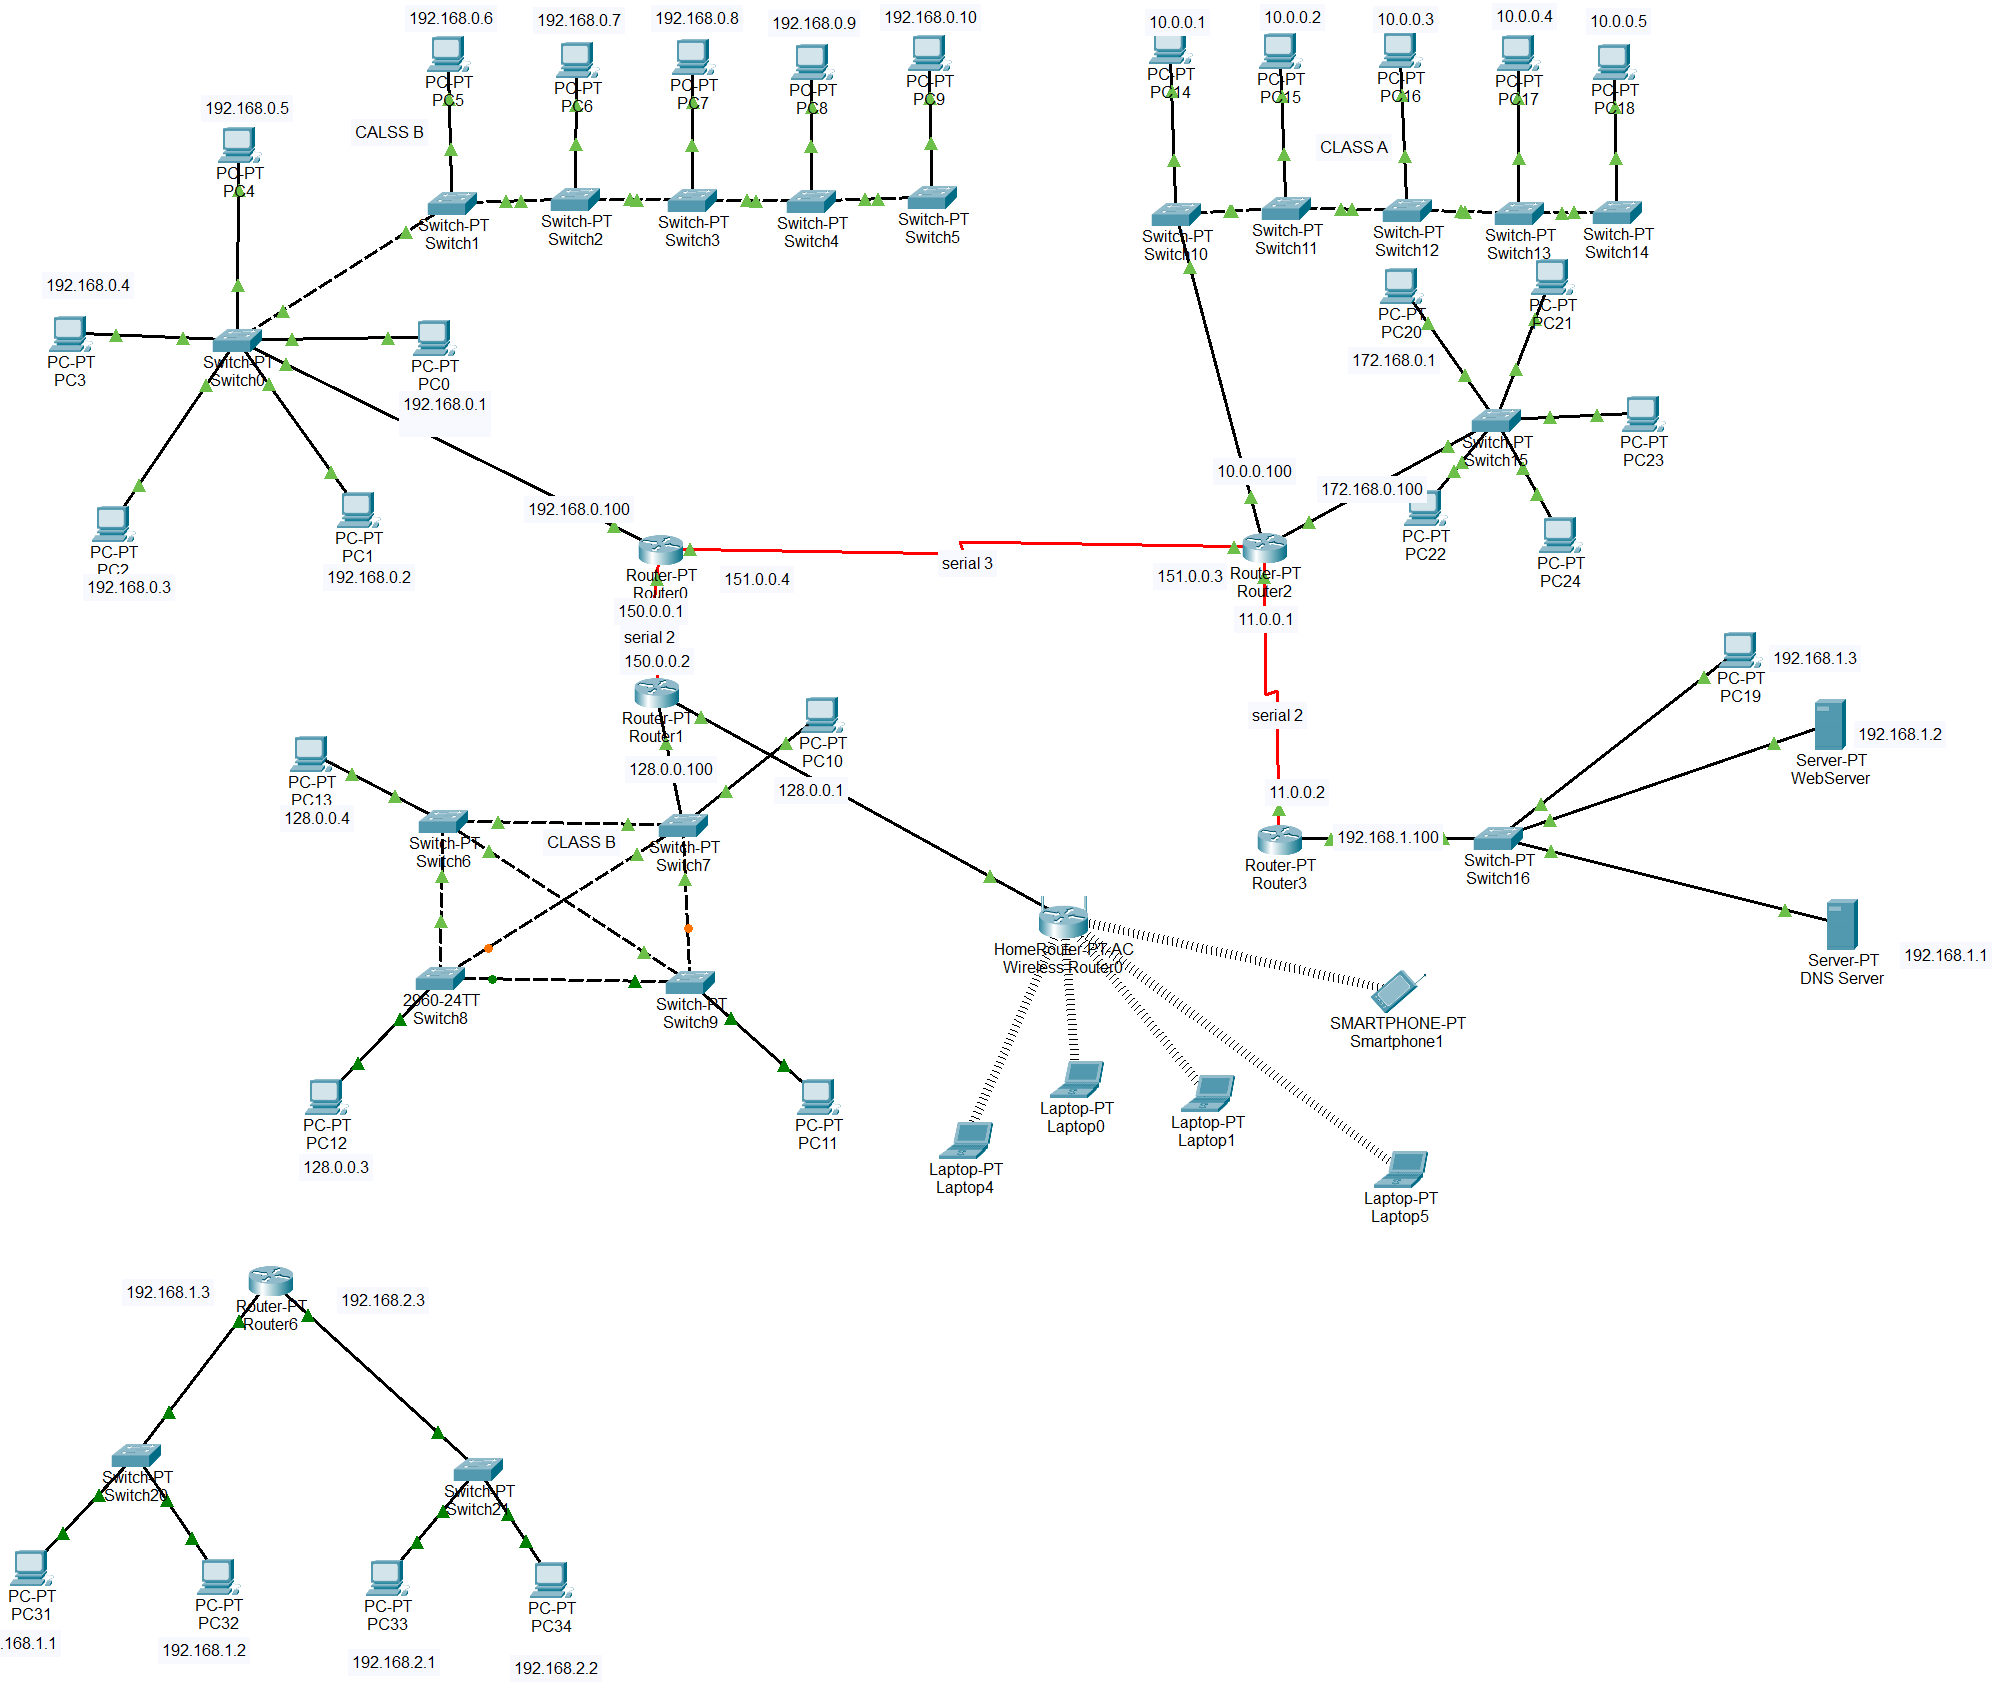 192.168.0.6
192.168.0.7
192.168.0.8
192.168.0.9
192.168.0.10
PC-PT
PC5
PC-PT
PC6
PC-PT
PC7
PC-PT
PC8
PC-PT
PC9
10.0.0.1
10.0.0.2
10.0.0.3
10.0.0.4
10.0.0.5
PC-PT
PC14
PC-PT
PC15
PC-PT
PC16
PC-PT
PC17
PC-PT
PC18
192.168.0.5
PC-PT
PC4
CALSS B
CLASS A
Switch-PT
Switch1
Switch-PT
Switch2
Switch-PT
Switch3
Switch-PT
Switch4
Switch-PT
Switch5
Switch-PT
Switch10
Switch-PT
Switch11
Switch-PT
Switch12
Switch-PT
Switch13
Switch-PT
Switch14
192.168.0.4
PC-PT
PC3
Switch-PT
Switch0
PC-PT
PC0
192.168.0.1
PC-PT
PC20
172.168.0.1
PC-PT
PC21
Switch-PT
Switch15
PC-PT
PC23
10.0.0.100
172.168.0.100
PC-PT
PC22
PC-PT
PC24
192.168.0.100
PC-PT
PC2
192.168.0.3
PC-PT
PC1
192.168.0.2
Router-PT
Router0
151.0.0.4
serial 3
151.0.0.3
Router-PT
Router2
150.0.0.1
serial 2
150.0.0.2
11.0.0.1
Router-PT
Router1
serial 2
128.0.0.100
PC-PT
PC10
128.0.0.1
PC-PT
PC13
128.0.0.4
Switch-PT
Switch6
CLASS B
Switch-PT
Switch7
11.0.0.2
Router-PT
Router3
192.168.1.100
Switch-PT
Switch16
PC-PT
PC19
192.168.1.3
Server-PT
WebServer
192.168.1.2
Server-PT
DNS Server
192.168.1.1
HomeRouter-PT-AC
Wireless Router0
2960-24TT
Switch8
Switch-PT
Switch9
SMARTPHONE-PT
Smartphone1
PC-PT
PC12
128.0.0.3
PC-PT
PC11
Laptop-PT
Laptop0
Laptop-PT
Laptop1
Laptop-PT
Laptop4
Laptop-PT
Laptop5
192.168.1.3
Router-PT
Router6
192.168.2.3
Switch-PT
Switch20
Switch-PT
Switch21
PC-PT
PC31
.168.1.1
PC-PT
PC32
192.168.1.2
PC-PT
PC33
192.168.2.1
PC-PT
PC34
192.168.2.2